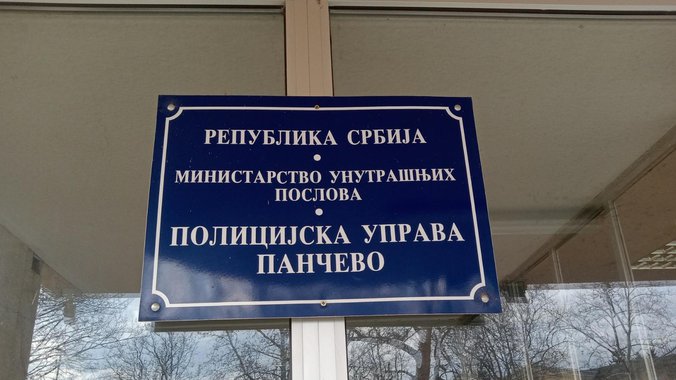 РЕПУБЛИКА СРБИЈА
МИНИСТАРСТВО УНУТРАШЊИХ
ПОСЛОВА
ПОЛИЦИЈСКА УПРАВА
ПАНЧЕВО